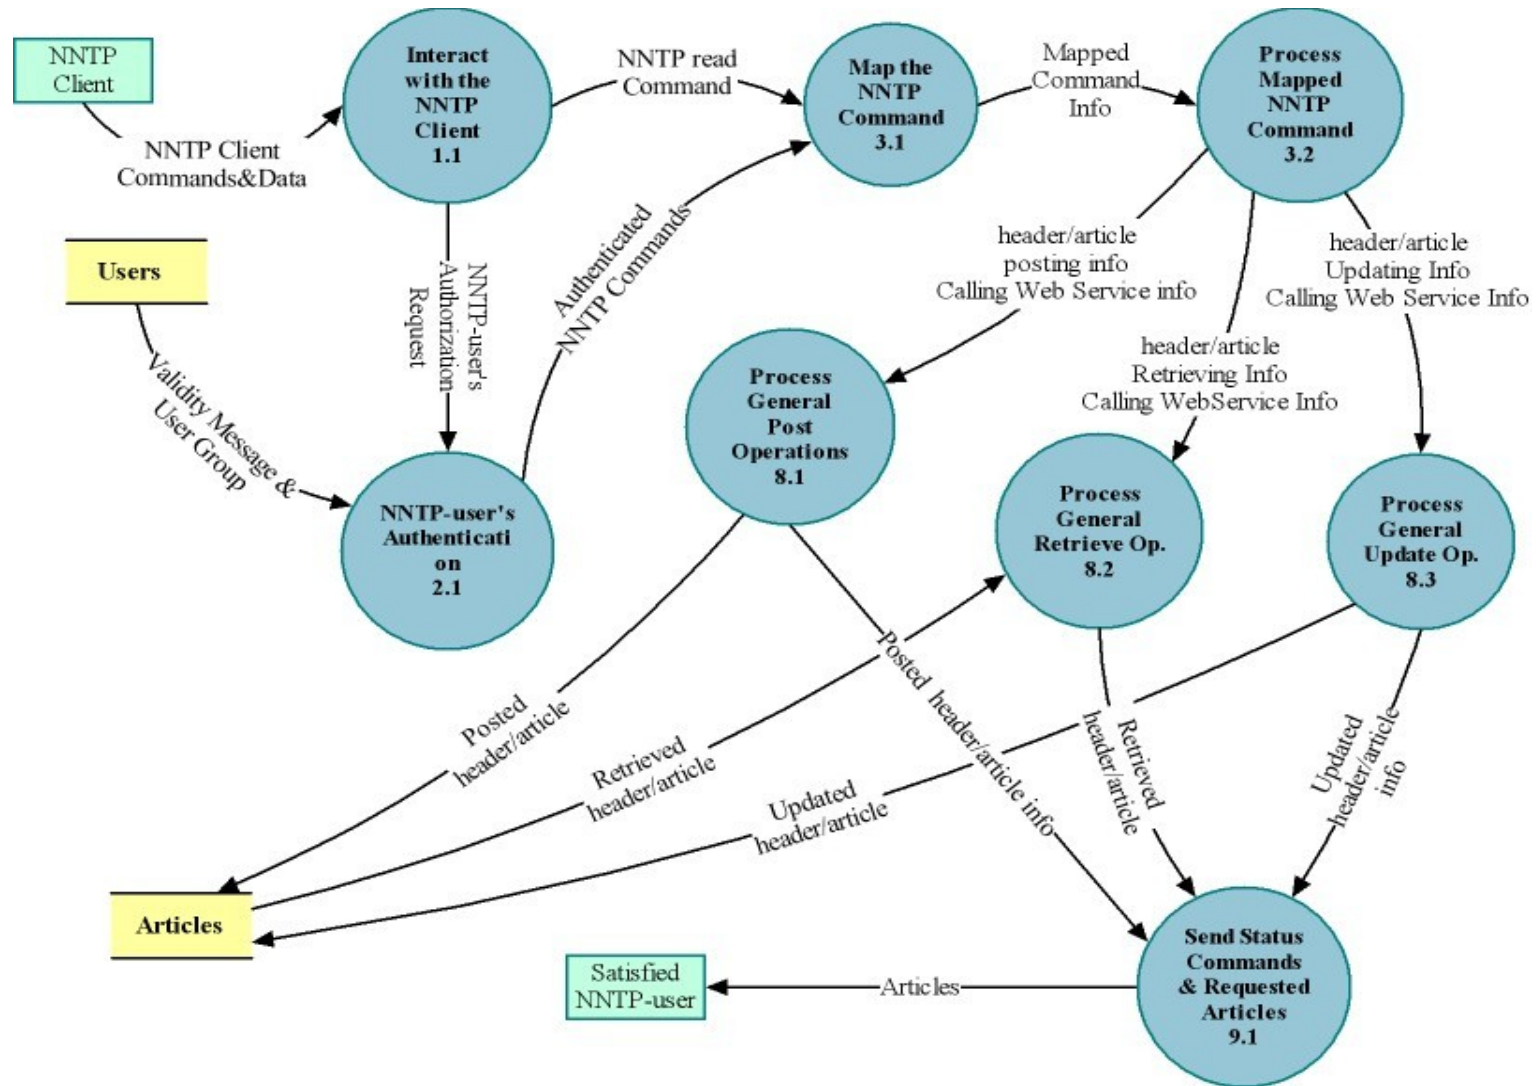 NNTP
Client
Interact
with the
NNTP
Client
1.1
NNTP read
Command
Map the
NNTP
Command
3.1
Mapped
Command
Info
Process
Mapped
NNTP
Command
3.2
NNTP Client
Commands&Data
Users
NNTP-user's
Authorization
Request
Authenticated
NNTP Commands
header/article
posting info
Calling Web Service info
header/article
Updating Info
Calling Web Service Info
header/article
Retrieving Info
Calling WebService Info
Validity Message &
User Group
Process
General
Post
Operations
8.1
NNTP-user's
Authenticati
on
2.1
Process
General
Retrieve Op.
8.2
Process
General
Update Op.
8.3
Posted
header/article
Retrieved
header/article
Updated
header/article
Posted header/article info
Retrieved
header/article
Updated
header/article
info
Articles
Satisfied
NNTP-user
Articles
Send Status
Commands
& Requested
Articles
9.1